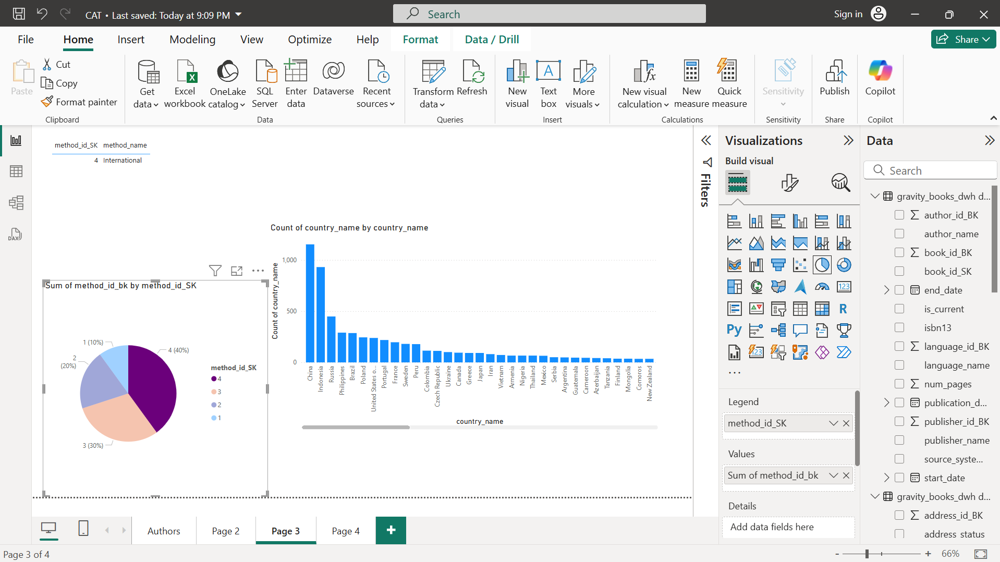 CAT • Last saved: Today at 9:09 PM
Search
Sign in
File
Home
Insert
Modeling
View
Optimize
Help
Format
Data / Drill
Share
Paste
Cut
Copy
Format painter
Clipboard
Get data
Excel workbook
OneLake catalog
SQL Server
Enter data
Dataverse
Recent sources
Data
Transform data
Refresh
Queries
New visual
Text box
More visuals
Insert
New visual calculation
New measure
Quick measure
Calculations
Sensitivity
Sensitivity
Publish
Share
Copilot
Copilot
method_id_SK method_name
4 International
Count of country_name by country_name
Count of country_name
1,000
500
0
China
Indonesia
Russia
Philippines
Brazil
Poland
United States o...
Portugal
France
Sweden
Peru
Colombia
Czech Republic
Ukraine
Canada
Greece
Japan
Iran
Vietnam
Armenia
Nigeria
Thailand
Mexico
Serbia
Argentina
Guatemala
Cameroon
Azerbaijan
Tanzania
Finland
Mongolia
Comoros
New Zealand
country_name
Sum of method_id_bk by method_id_SK
1 (10%)
4 (40%)
2
(20%)
3 (30%)
method_id_SK
4
3
2
1
Filters
Visualizations
Build visual
123
R
Py
123
Legend
method_id_SK
Values
Sum of method_id_bk
Details
Add data fields here
Data
Search
gravity_books_dwh d...
author_id_BK
author_name
book_id_BK
book_id_SK
end_date
is_current
isbn13
language_id_BK
language_name
num_pages
publication_d...
publisher_id_BK
publisher_name
source_syste...
start_date
gravity_books_dwh d...
address_id_BK
address_status
DAX
Authors
Page 2
Page 3
Page 4
+
Page 3 of 4
- + 66%